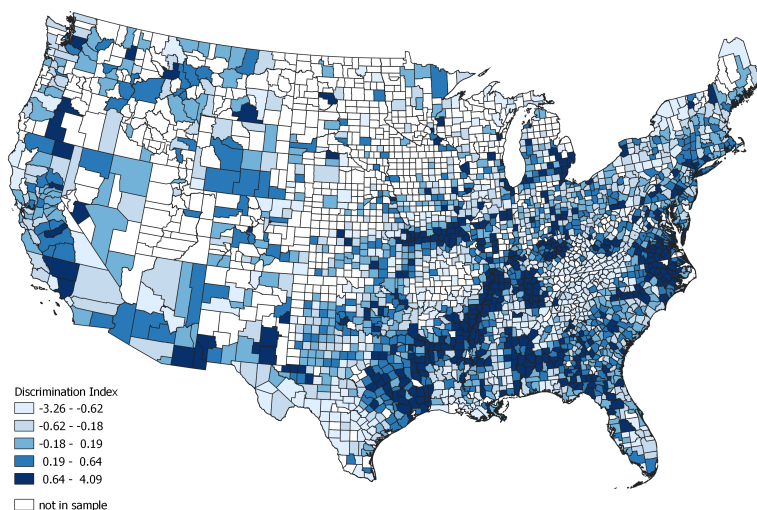 Discrimination Index
-3.26 - -0.62
-0.62 - -0.18
-0.18 - 0.19
0.19 - 0.64
0.64 - 4.09
not in sample